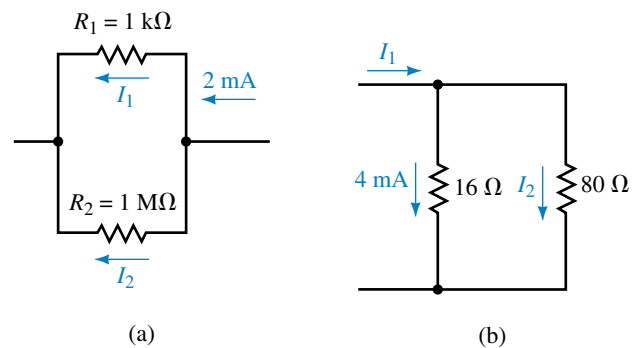 R₁ = 1 kΩ
I₁
2 mA
R₂ = 1 MΩ
I₂
(a)
I₁
4 mA
16 Ω
I₂
80 Ω
(b)